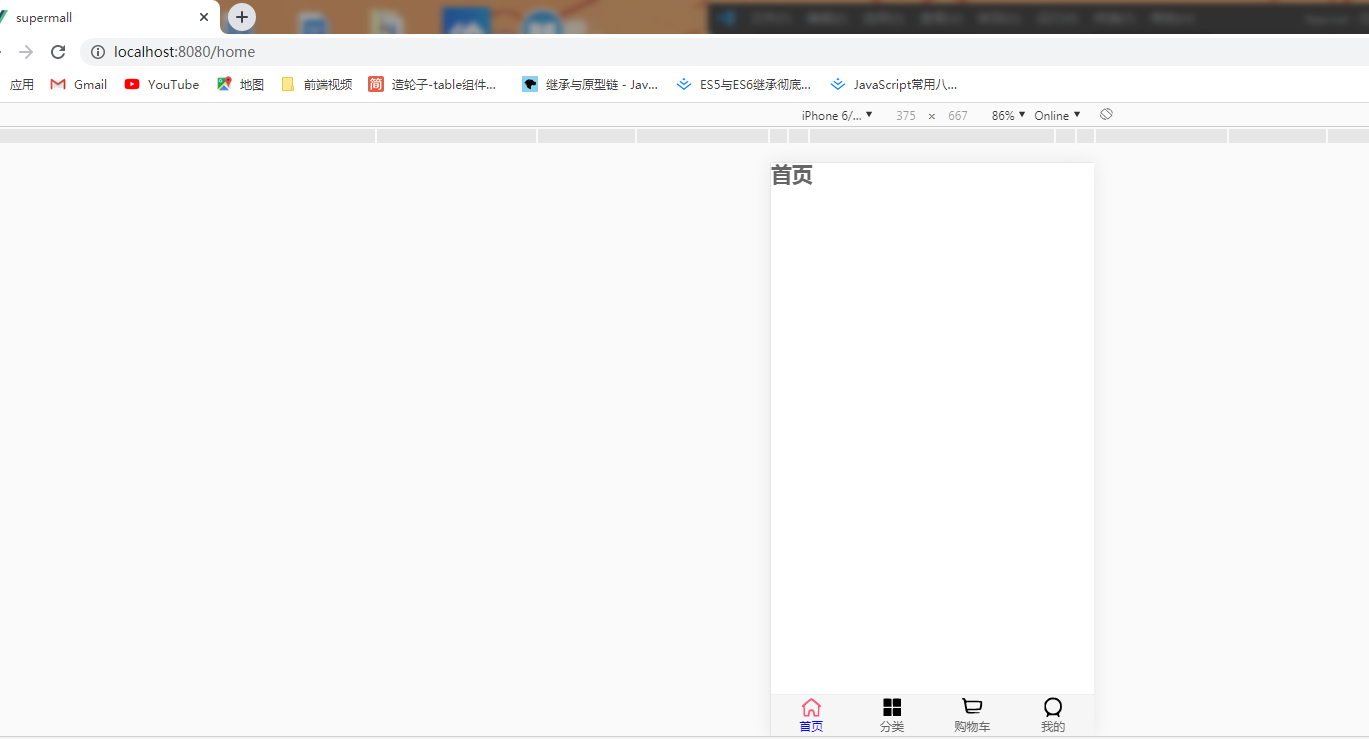 supermall
localhost:8080/home
应用 Gmail YouTube 地图 前端视频 简 造轮子-table组件... 继承与原型链 - Jav... ES5与ES6继承彻底... JavaScript常用八...
iPhone 6/... 375 × 667 86% Online
首页
首页 分类 购物车 我的